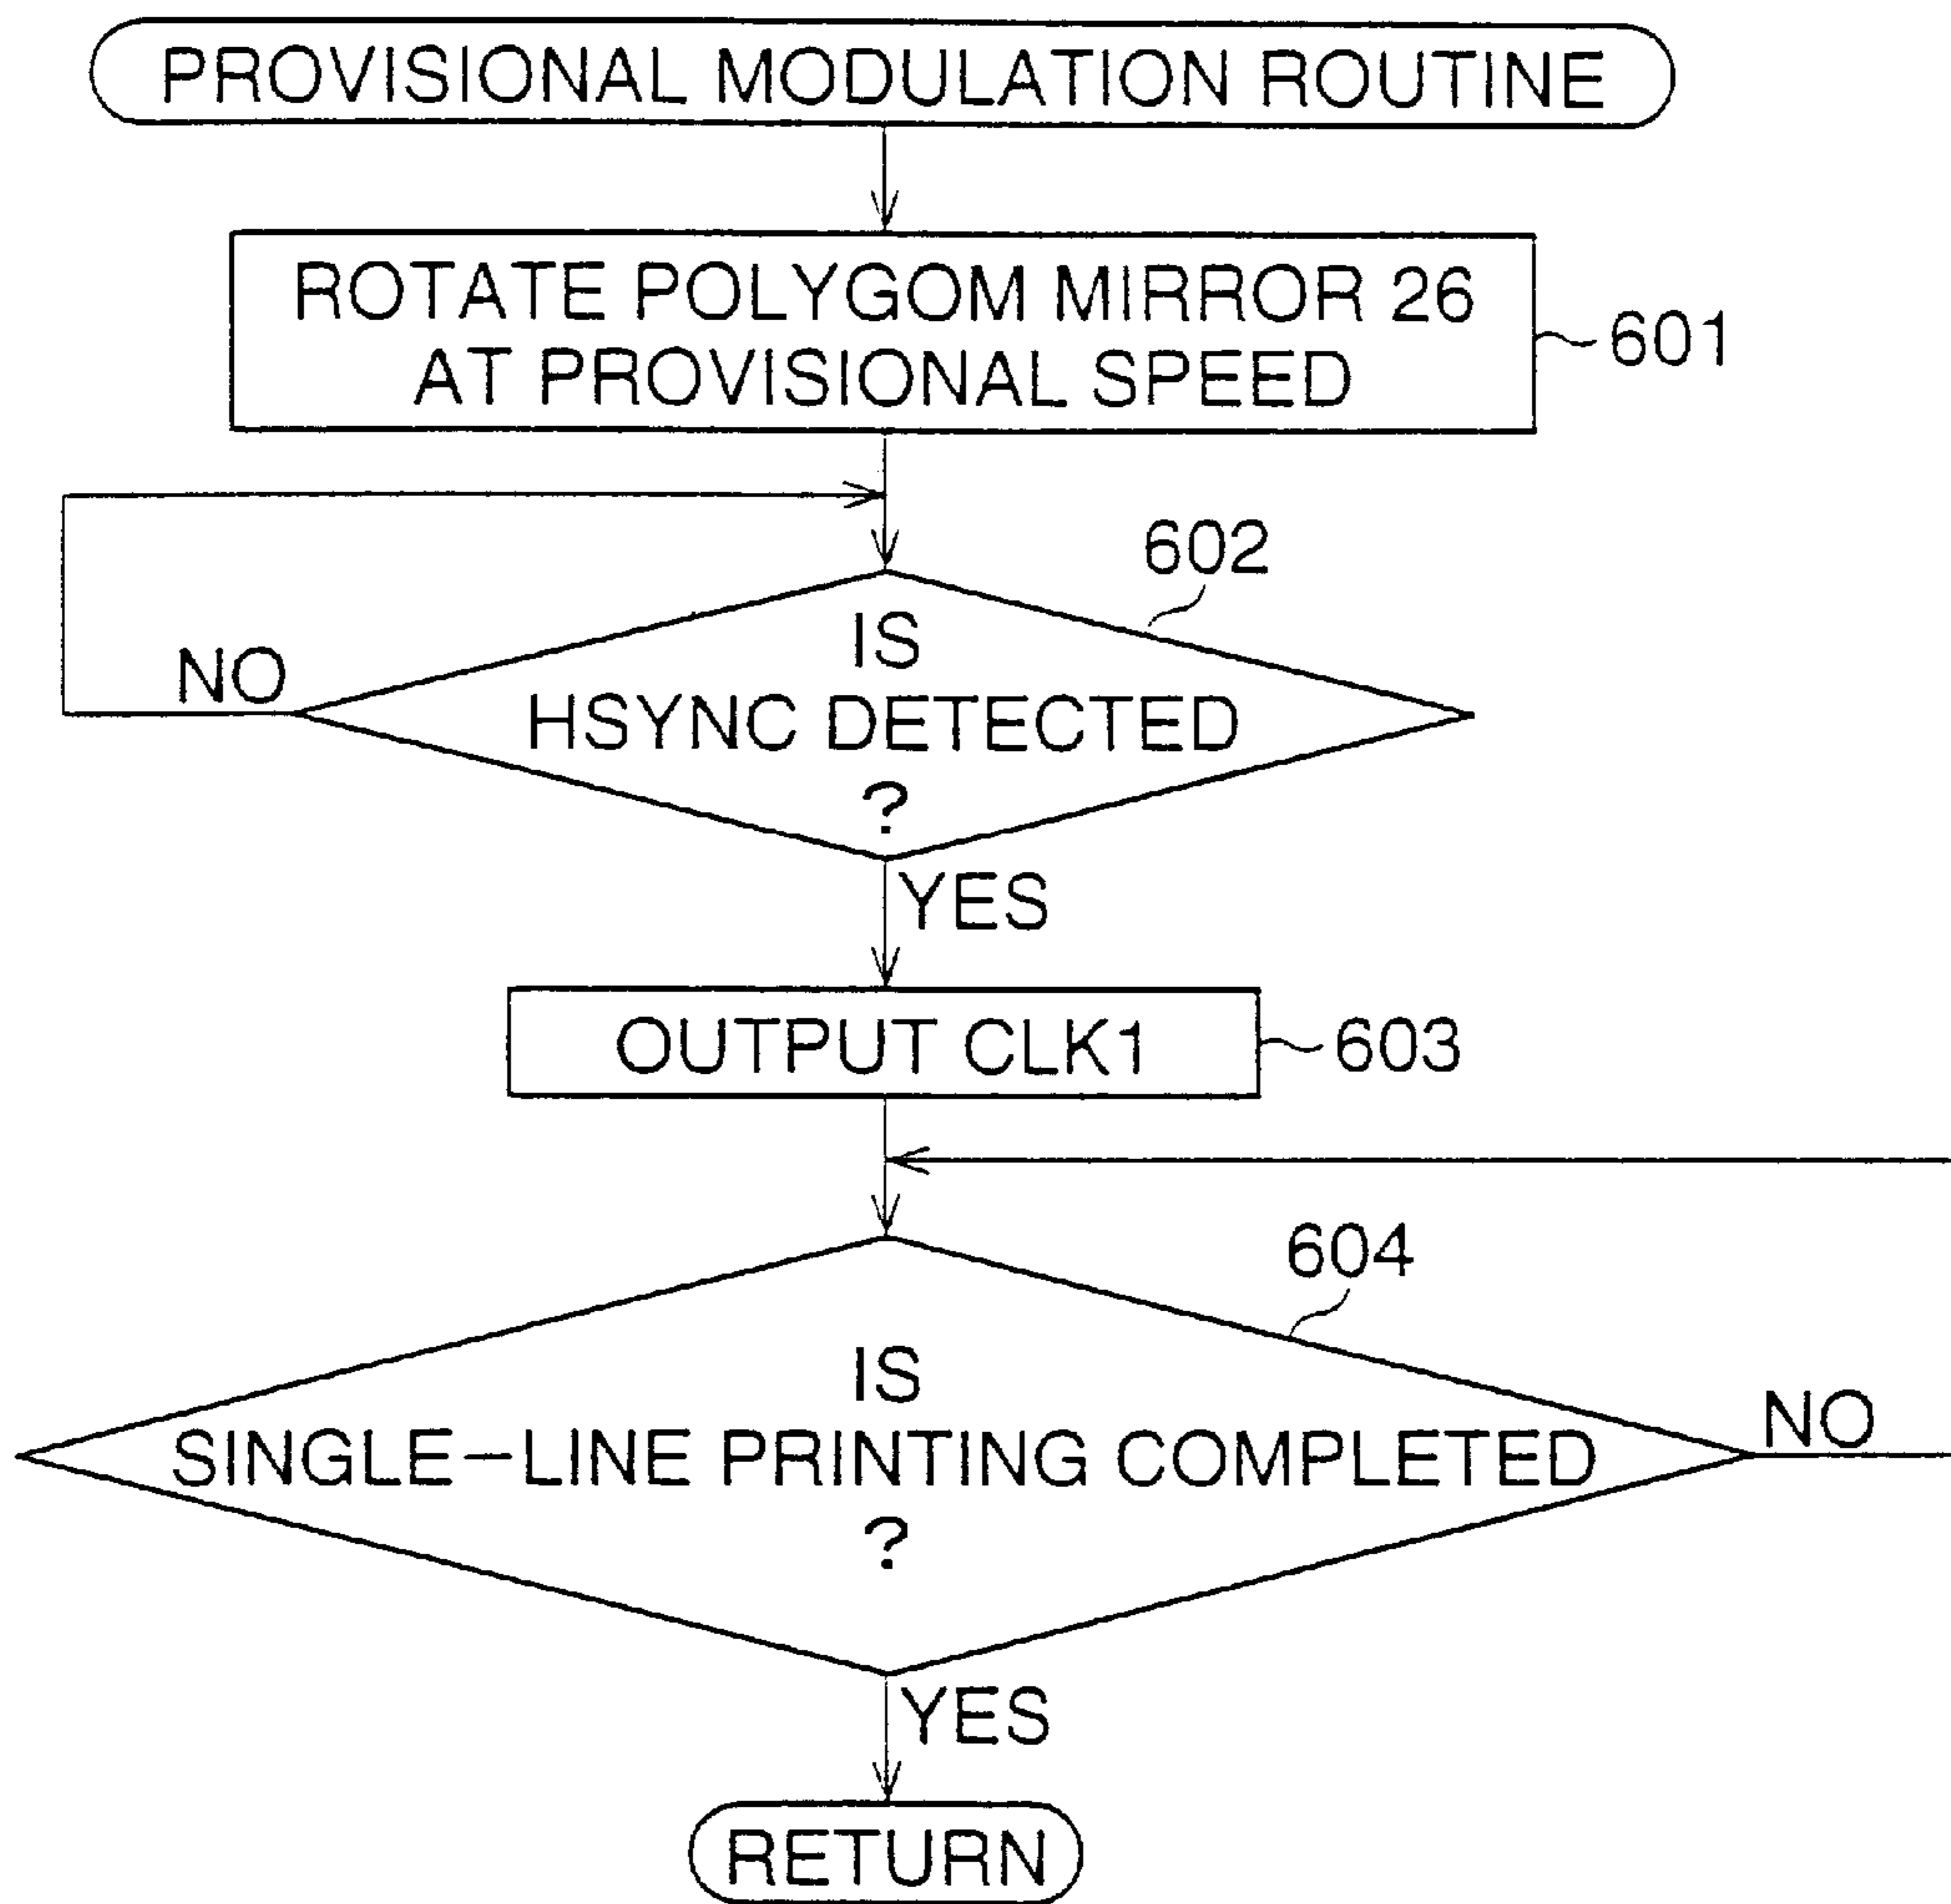 PROVISIONAL MODULATION ROUTINE
ROTATE POLYGOM MIRROR 26
AT PROVISIONAL SPEED
601
602
IS
HSYNC DETECTED
?
NO
YES
OUTPUT CLK1
603
604
IS
SINGLE-LINE PRINTING COMPLETED
?
NO
YES
RETURN